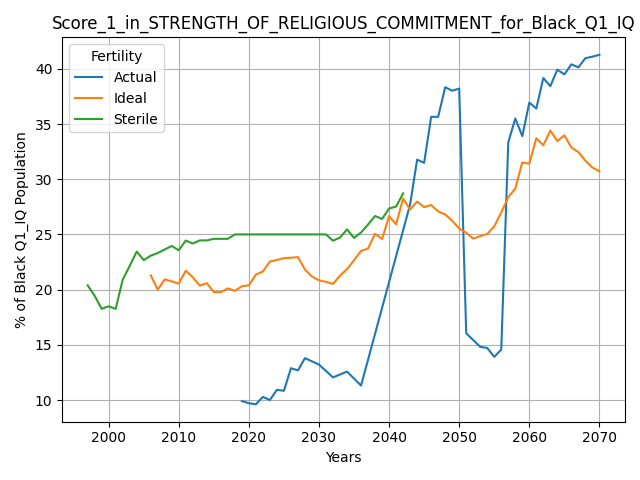 Score_1_in_STRENGTH_OF_RELIGIOUS_COMMITMENT_for_Black_Q1_IQ
Fertility
Actual
Ideal
Sterile
% of Black Q1_IQ Population
40
35
30
25
20
15
10
2000 2010 2020 2030 2040 2050 2060 2070
Years